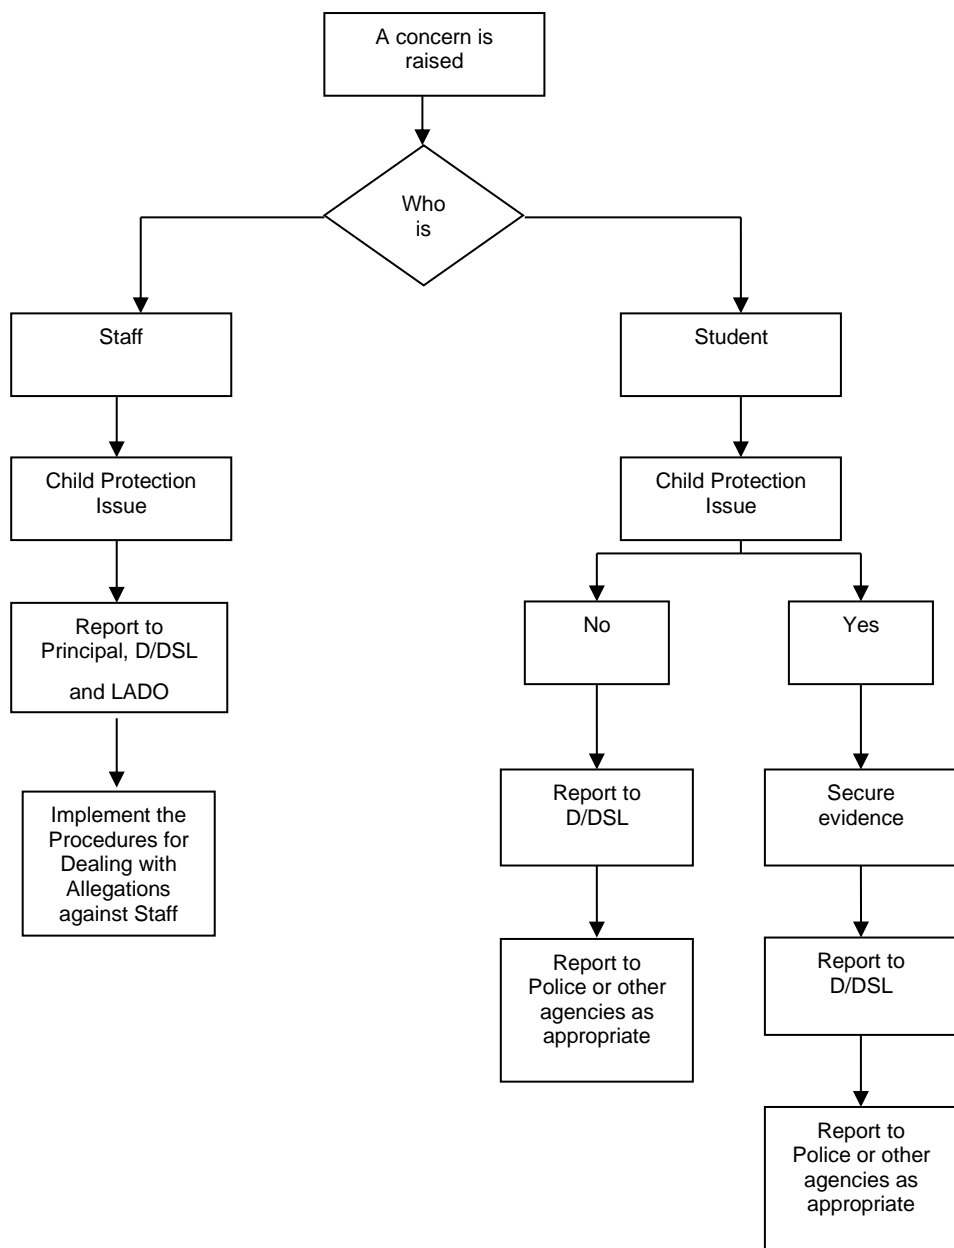 A concern is
raised
Who
is
Staff
Student
Child Protection
Issue
Child Protection
Issue
No
Yes
Report to
Principal, D/DSL
and LADO
Report to
D/DSL
Secure
evidence
Implement the
Procedures for
Dealing with
Allegations
against Staff
Report to
Police or other
agencies as
appropriate
Report to
D/DSL
Report to
Police or other
agencies as
appropriate